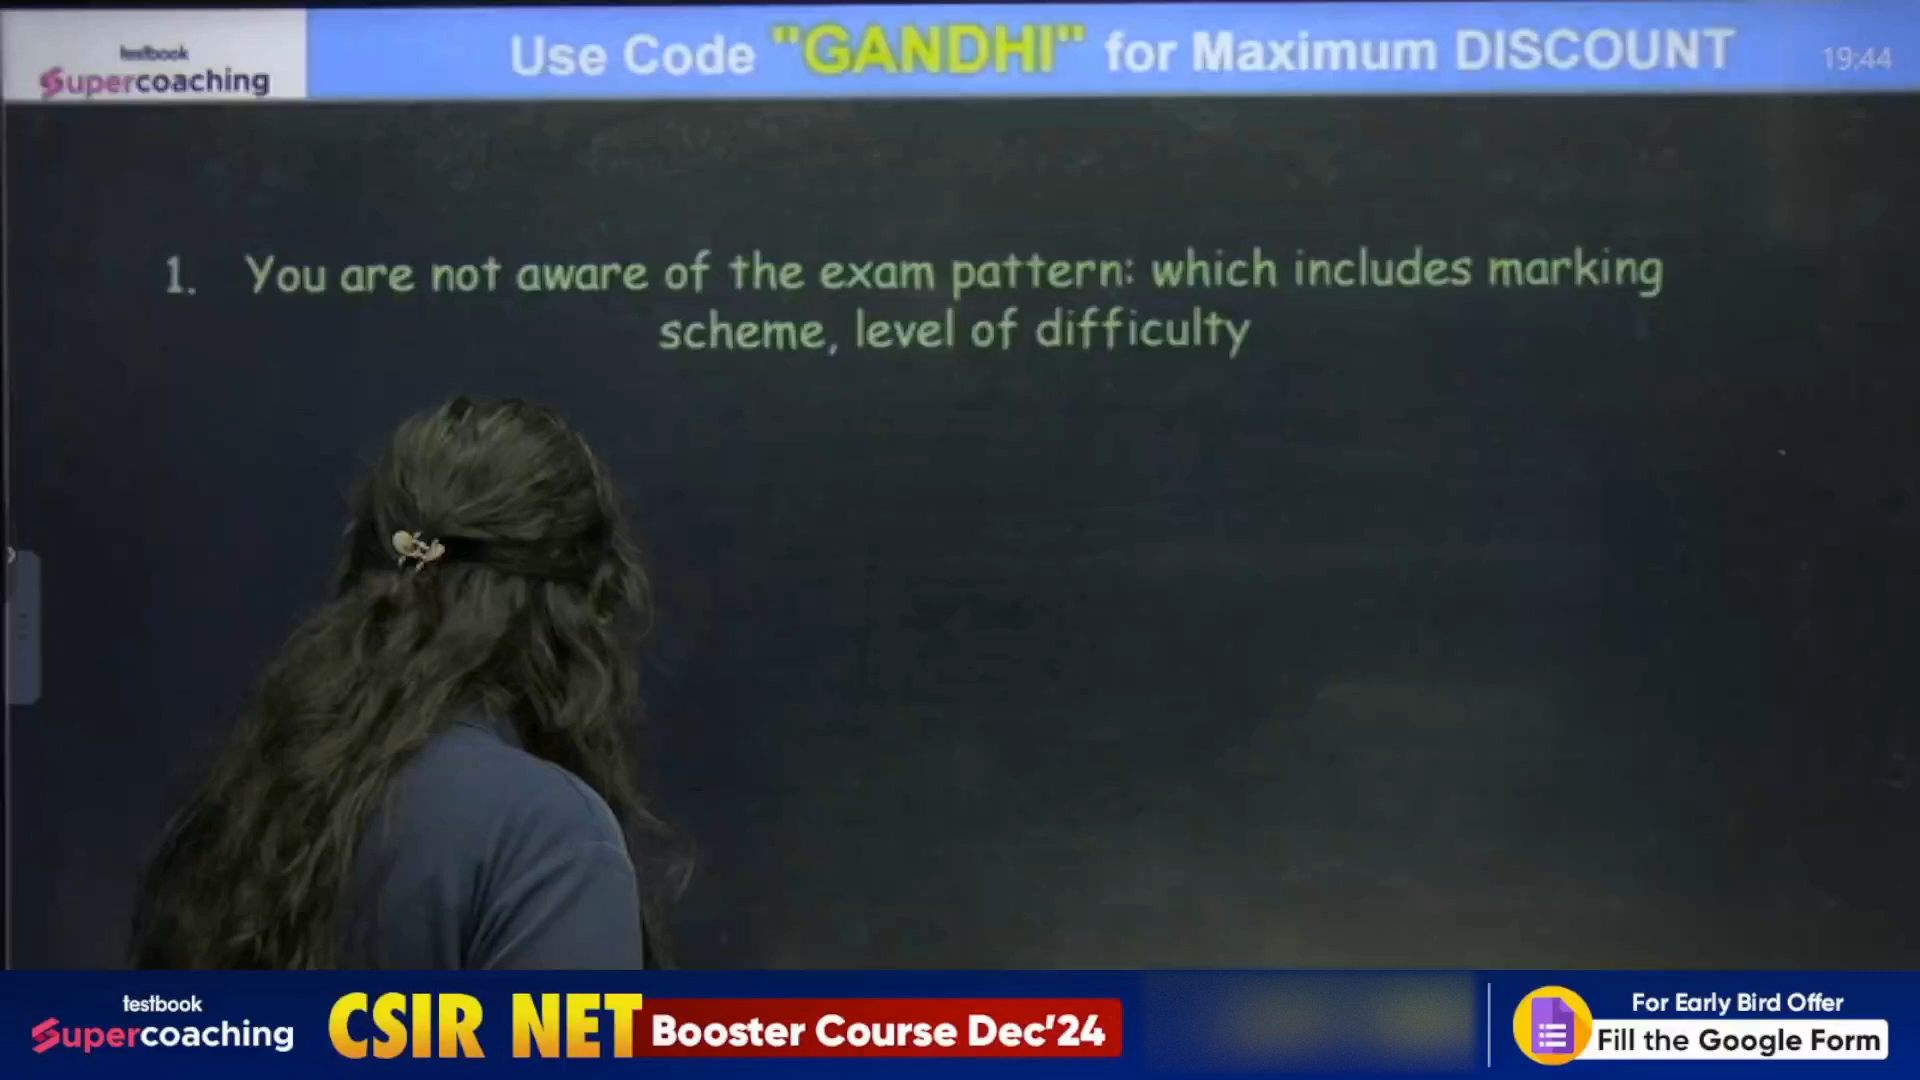 testbook
Supercoaching
Use Code "GANDHI" for Maximum DISCOUNT
19:44
1. You are not aware of the exam pattern: which includes marking
scheme, level of difficulty
testbook
Supercoaching
CSIR NET
Booster Course Dec'24
For Early Bird Offer
Fill the Google Form